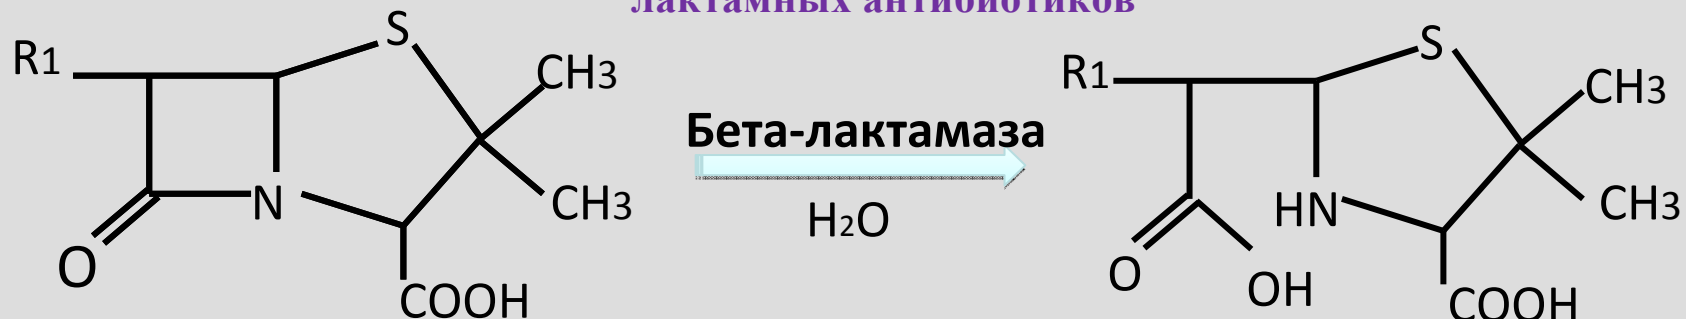 лактамных антибиотиков
R1
S
CH3
CH3
N
O
COOH
Бета-лактамаза
H2O
R1
S
CH3
CH3
HN
O
OH
COOH